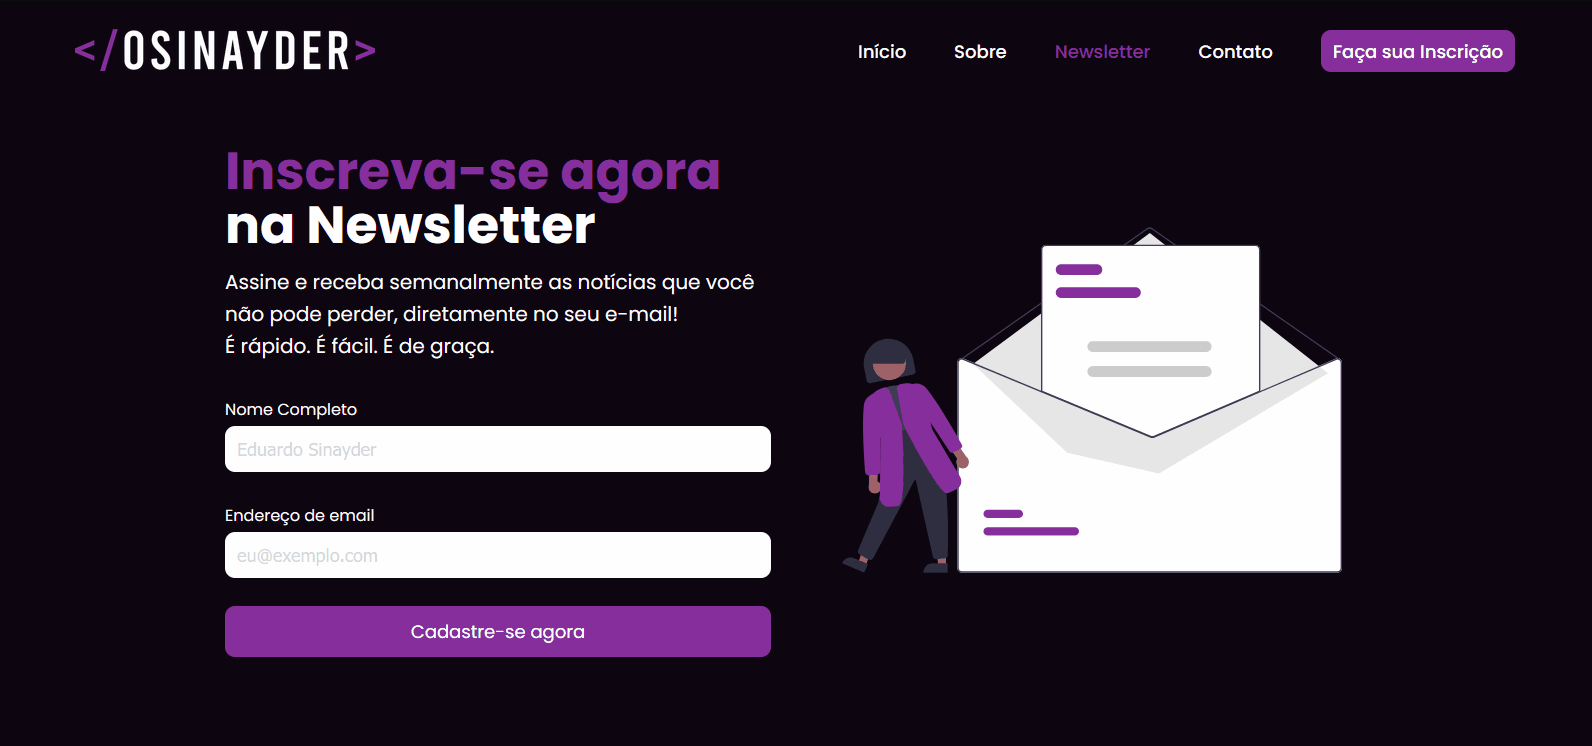 </OSINAYDER>
Início Sobre Newsletter Contato Faça sua Inscrição
Inscreva-se agora
na Newsletter
Assine e receba semanalmente as notícias que você
não pode perder, diretamente no seu e-mail!
É rápido. É fácil. É de graça.
Nome Completo
Eduardo Sinayder
Endereço de email
eu@exemplo.com
Cadastre-se agora